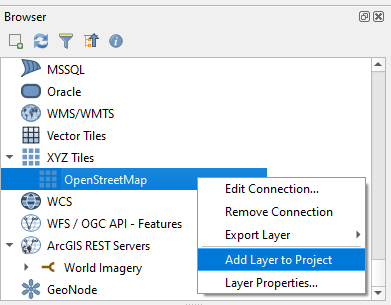 Browser
MSSQL
Oracle
WMS/WMTS
Vector Tiles
XYZ Tiles
OpenStreetMap
WCS
WFS / OGC API - Features
ArcGIS REST Servers
World Imagery
GeoNode
Edit Connection...
Remove Connection
Export Layer
Add Layer to Project
Layer Properties...